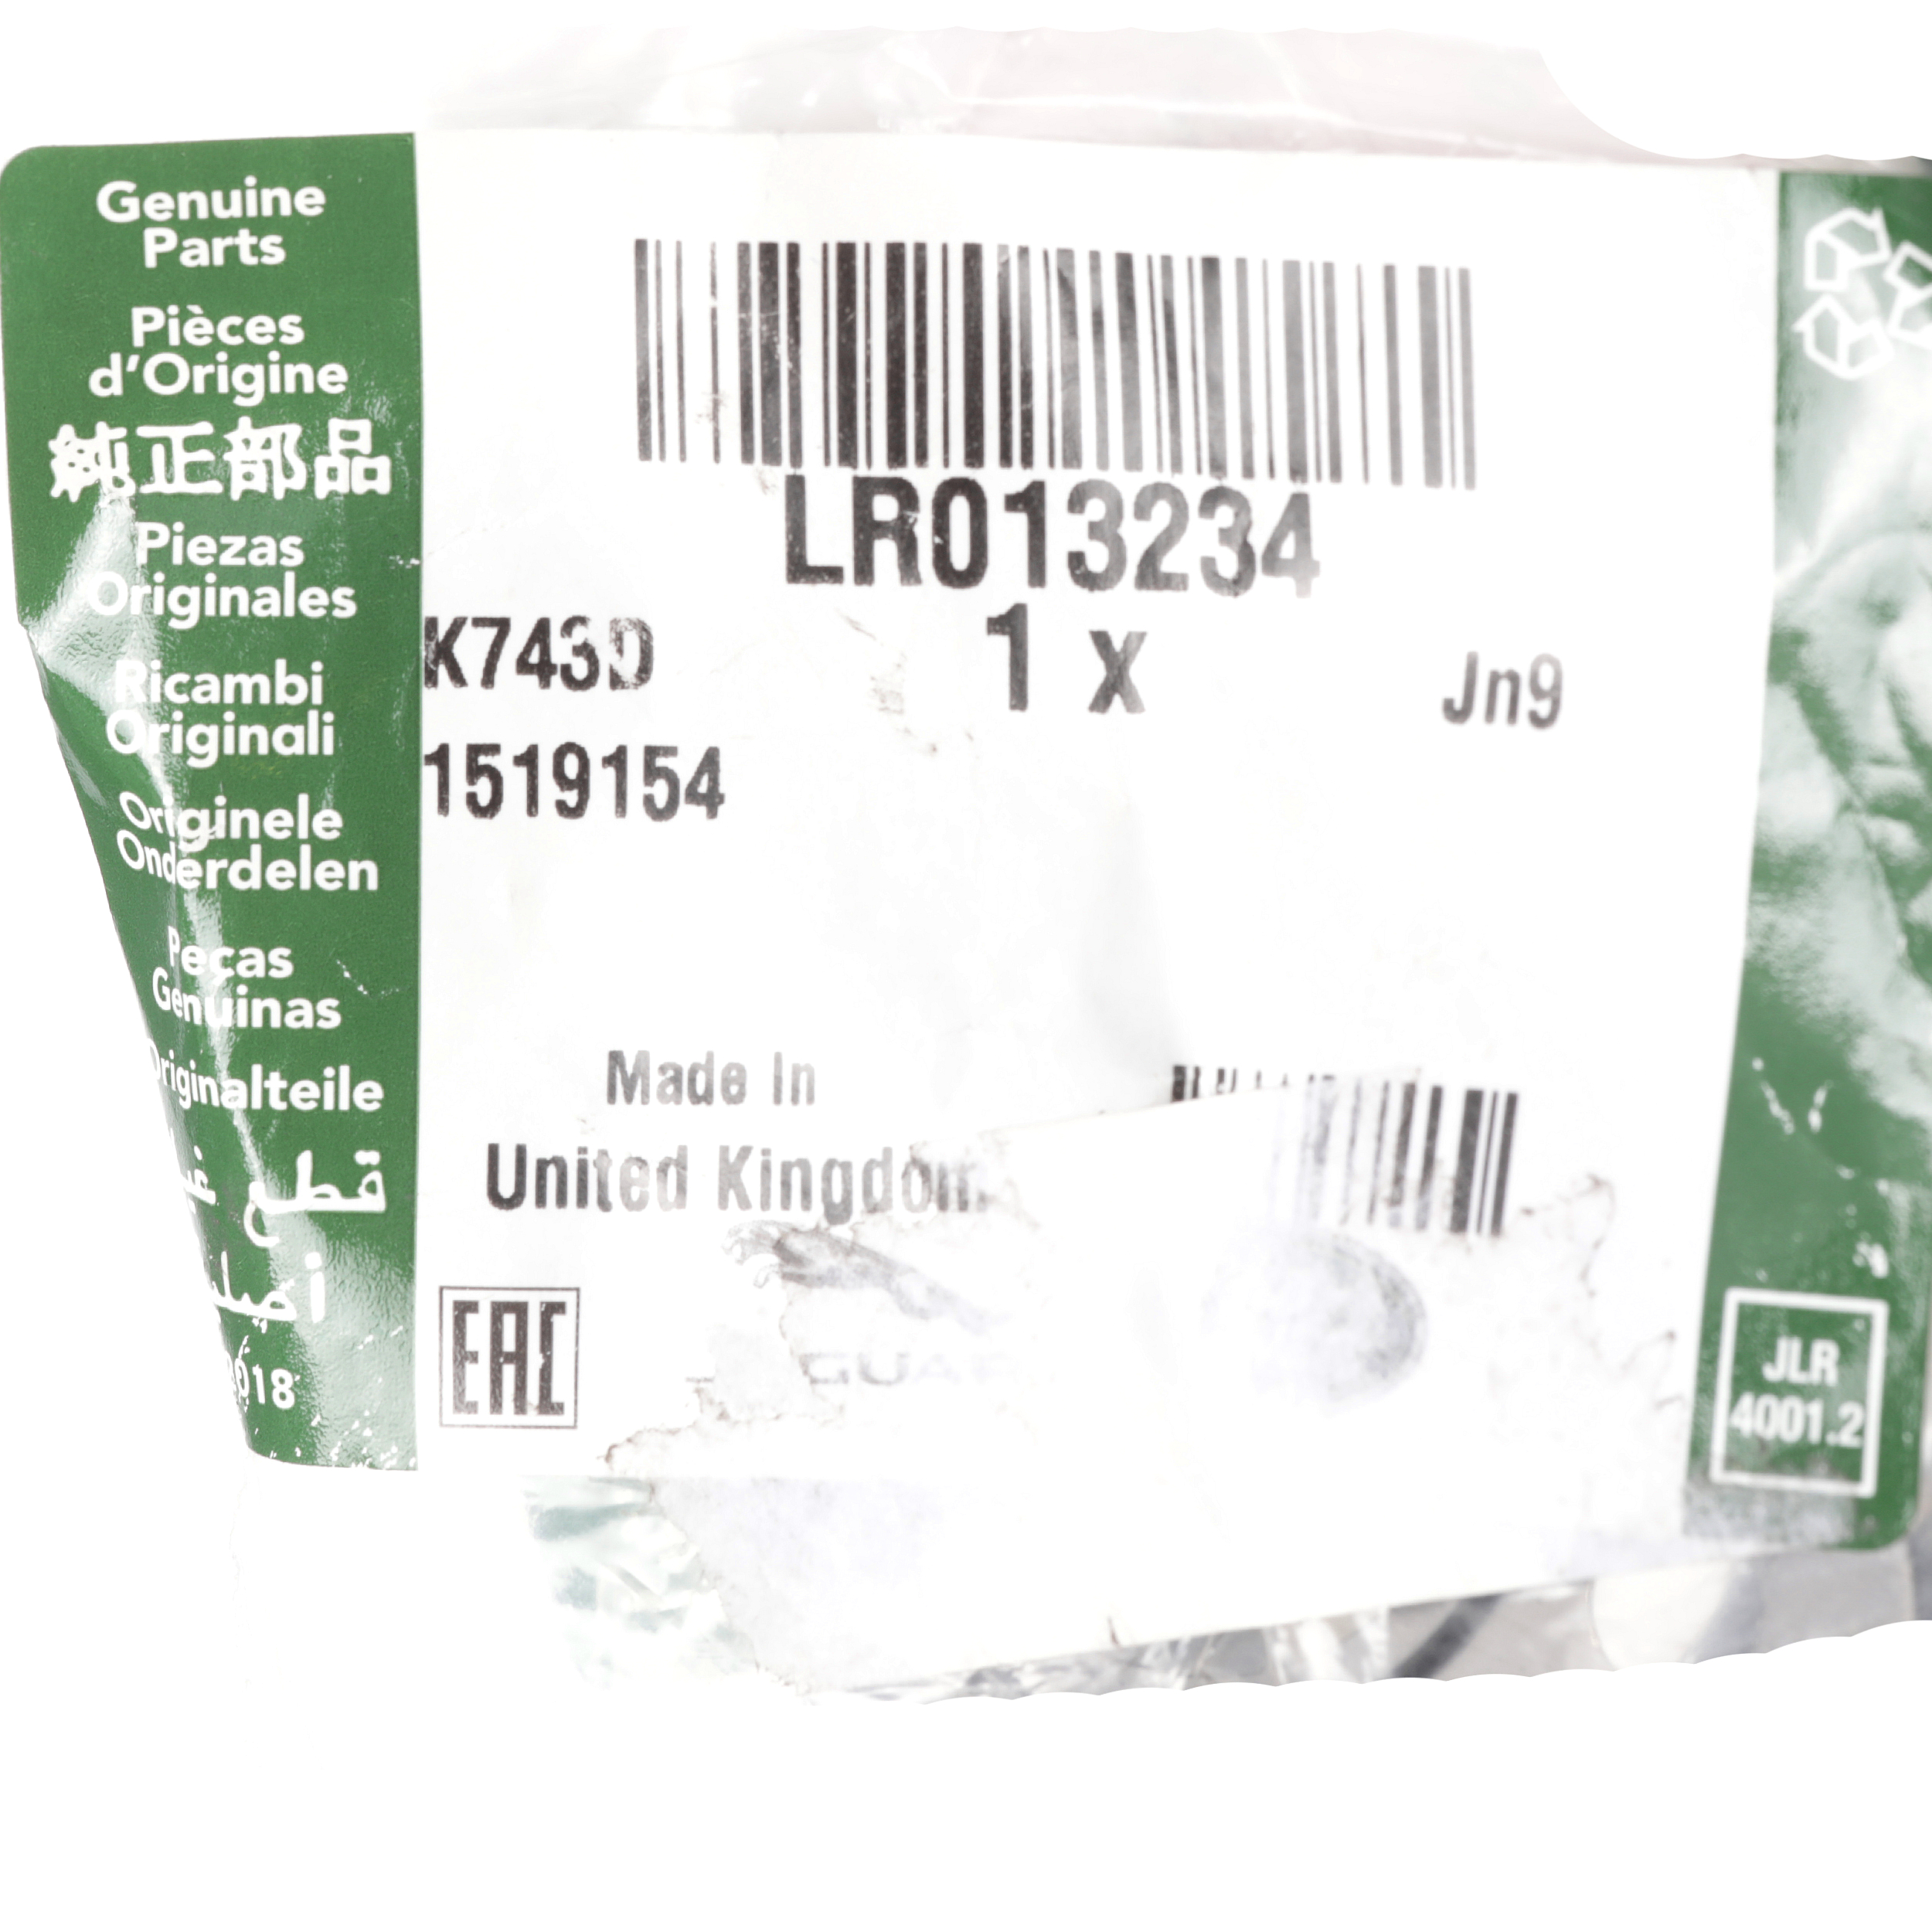 Genuine
Parts
Pièces
d'Origine
純正部品
Piezas
Originales
Ricambi
Originali
Originele
Onderdelen
Peças
Genuinas
Originalteile
قطع
LR013234
K743D
1 x
Jn9
1519154
Made In
United Kingdom
EAC
JLR
4001.2